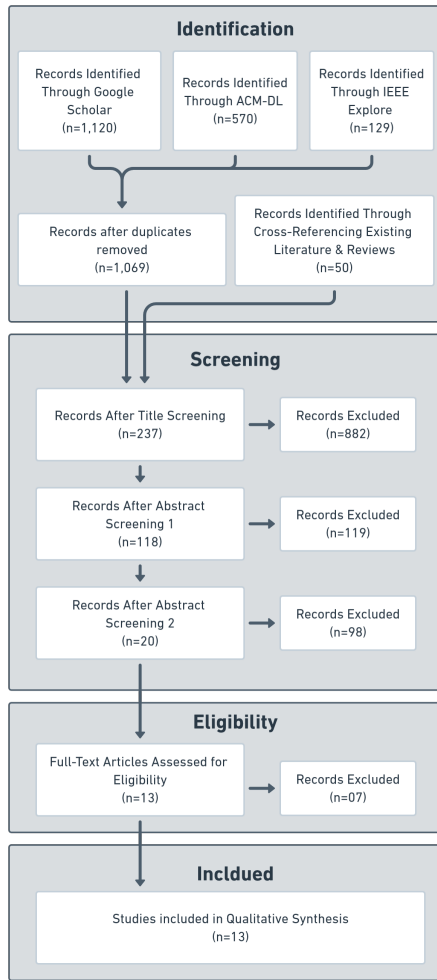 Identification
Records Identified
Through Google
Scholar
(n=1,120)
Records Identified
Through ACM-DL
(n=570)
Records Identified
Through IEEE
Explore
(n=129)
Records after duplicates
removed
(n=1,069)
Records Identified Through
Cross-Referencing Existing
Literature & Reviews
(n=50)
Screening
Records After Title Screening
(n=237)
Records Excluded
(n=882)
Records After Abstract
Screening 1
(n=118)
Records Excluded
(n=119)
Records After Abstract
Screening 2
(n=20)
Records Excluded
(n=98)
Eligibility
Full-Text Articles Assessed for
Eligibility
(n=13)
Records Excluded
(n=07)
Incldued
Studies included in Qualitative Synthesis
(n=13)